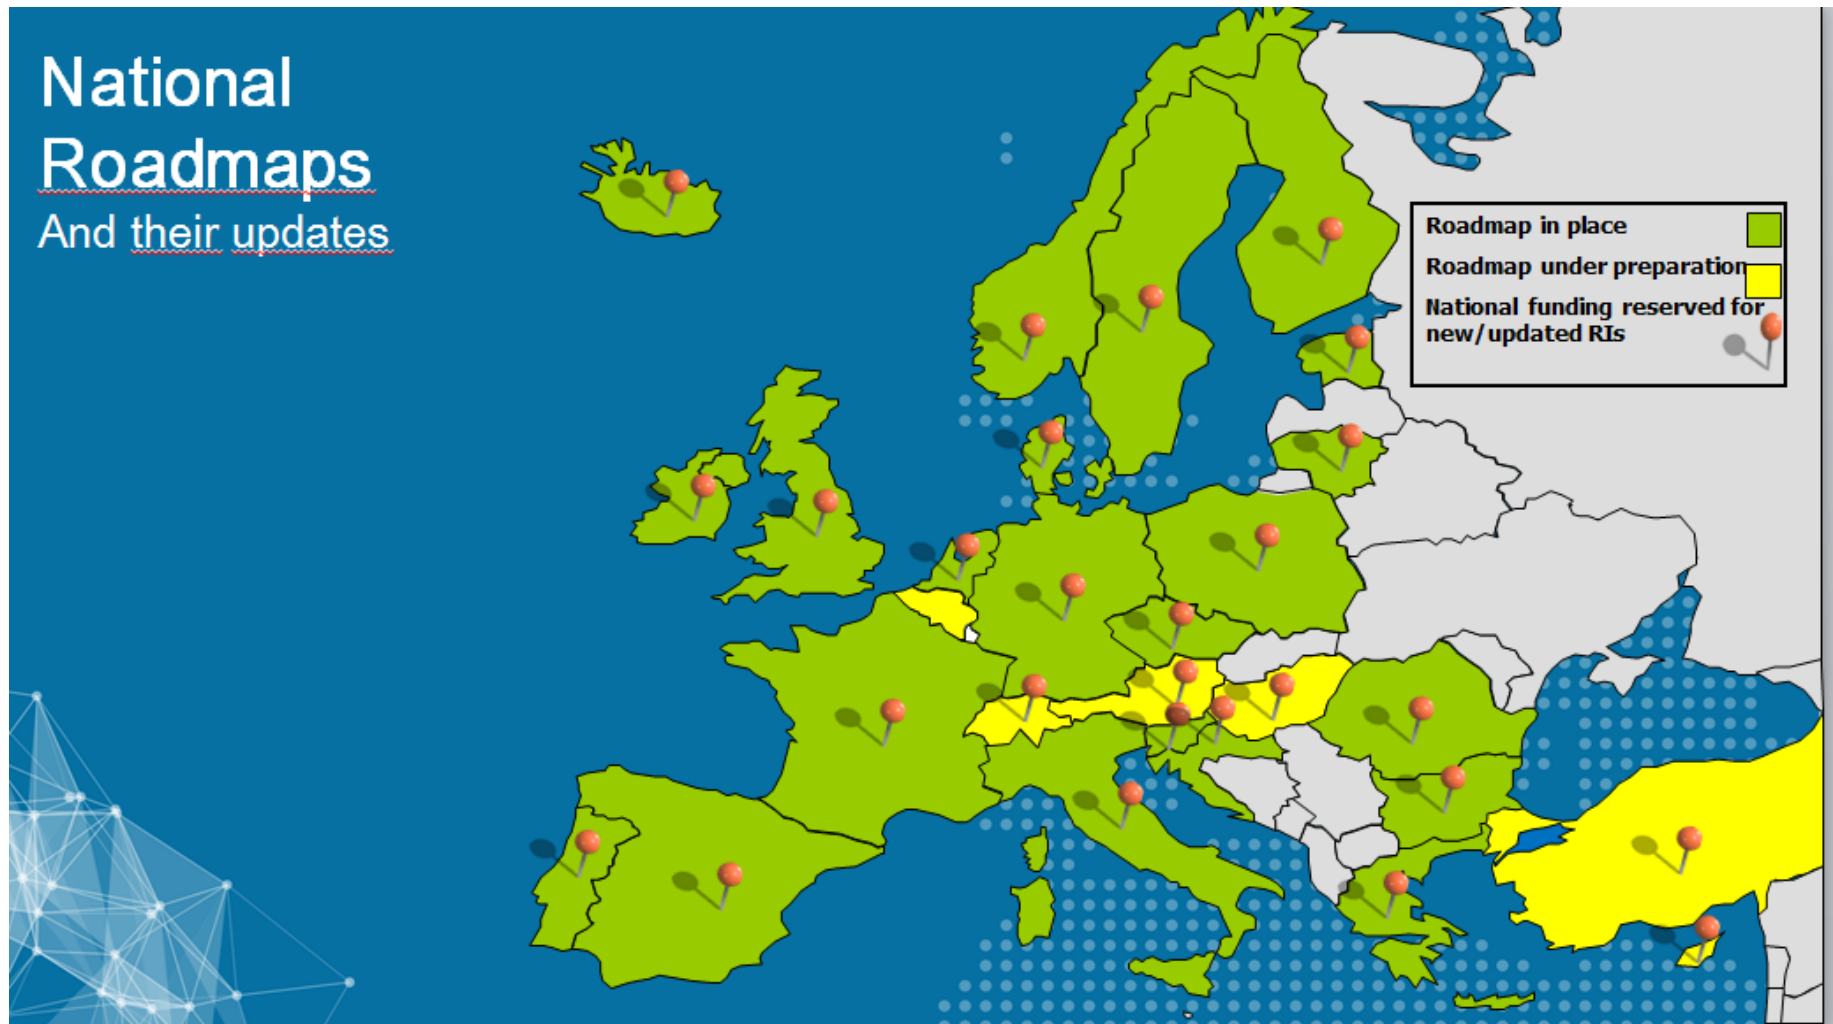 National
Roadmaps
And their updates
Roadmap in place
Roadmap under preparation
National funding reserved for
new/updated RIs